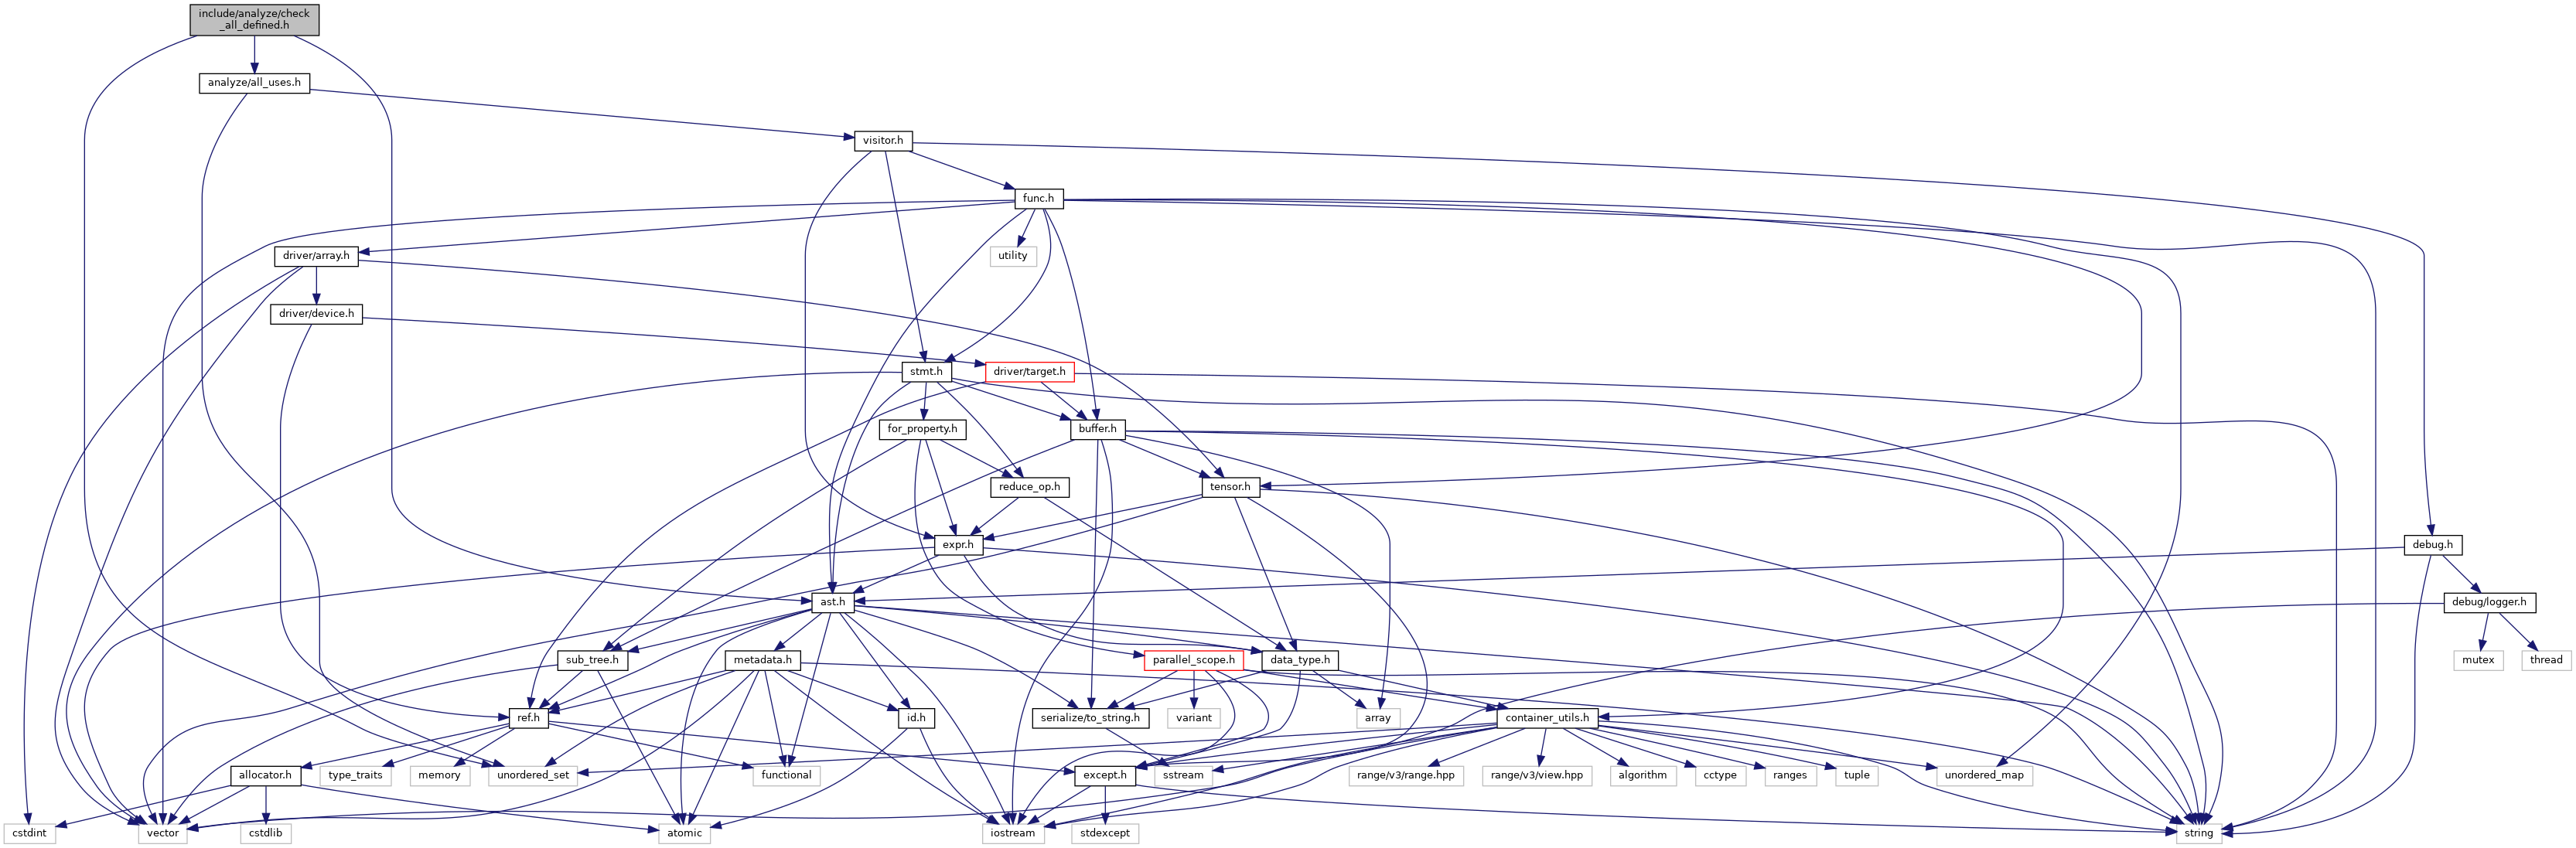 include/analyze/check
_all_defined.h
analyze/all_uses.h
visitor.h
func.h
driver/array.h
utility
driver/device.h
stmt.h
driver/target.h
for_property.h
buffer.h
reduce_op.h
tensor.h
expr.h
debug.h
ast.h
debug/logger.h
sub_tree.h
metadata.h
parallel_scope.h
data_type.h
mutex
thread
ref.h
id.h
serialize/to_string.h
variant
array
container_utils.h
allocator.h
type_traits
memory
unordered_set
functional
except.h
sstream
range/v3/range.hpp
range/v3/view.hpp
algorithm
cctype
ranges
tuple
unordered_map
cstdint
vector
cstdlib
atomic
iostream
stdexcept
string